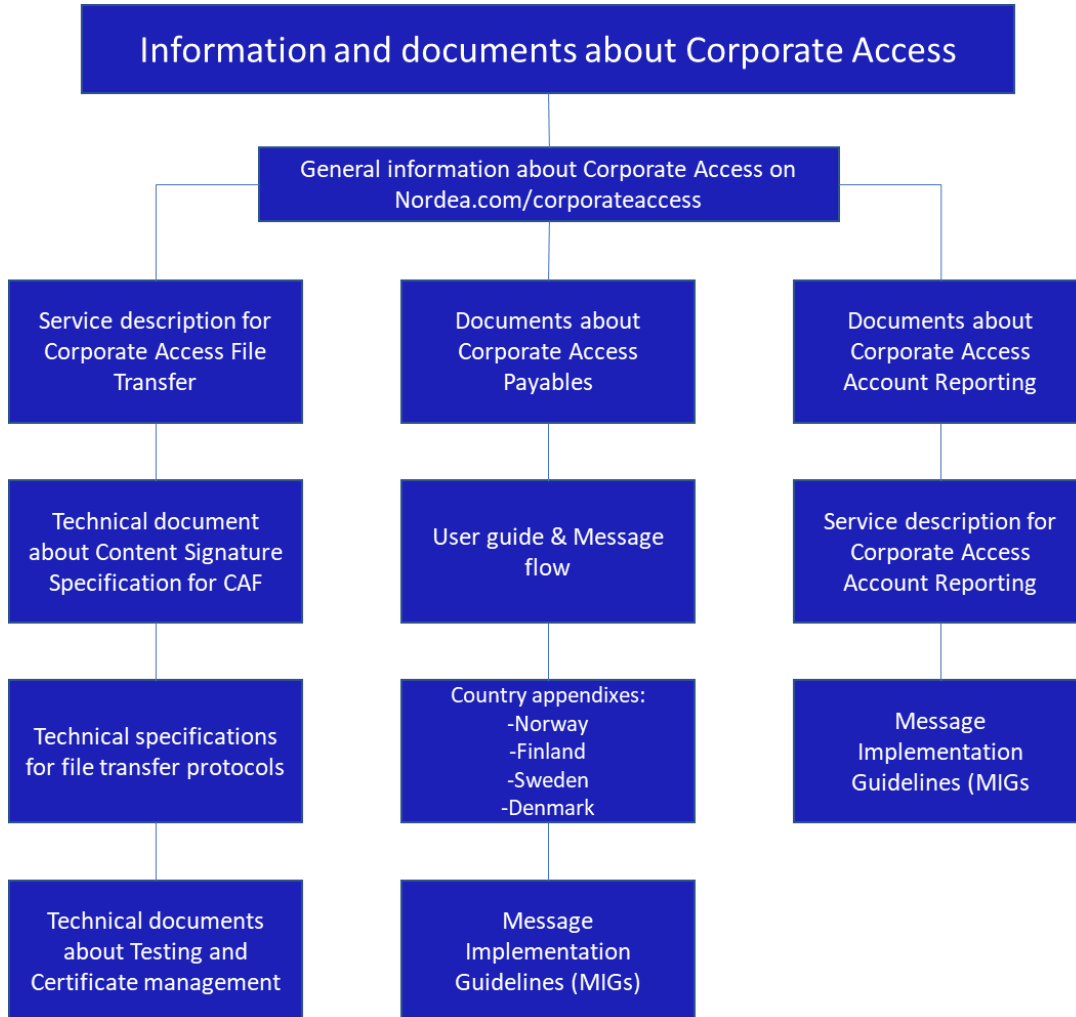 Information and documents about Corporate Access
General information about Corporate Access on
Nordea.com/corporateaccess
Service description for
Corporate Access File
Transfer
Documents about
Corporate Access
Payables
Documents about
Corporate Access
Account Reporting
Technical document
about Content Signature
Specification for CAF
User guide & Message
flow
Service description for
Corporate Access
Account Reporting
Technical specifications
for file transfer protocols
Country appendixes:
-Norway
-Finland
-Sweden
-Denmark
Message
Implementation
Guidelines (MIGs
Technical documents
about Testing and
Certificate management
Message
Implementation
Guidelines (MIGs)